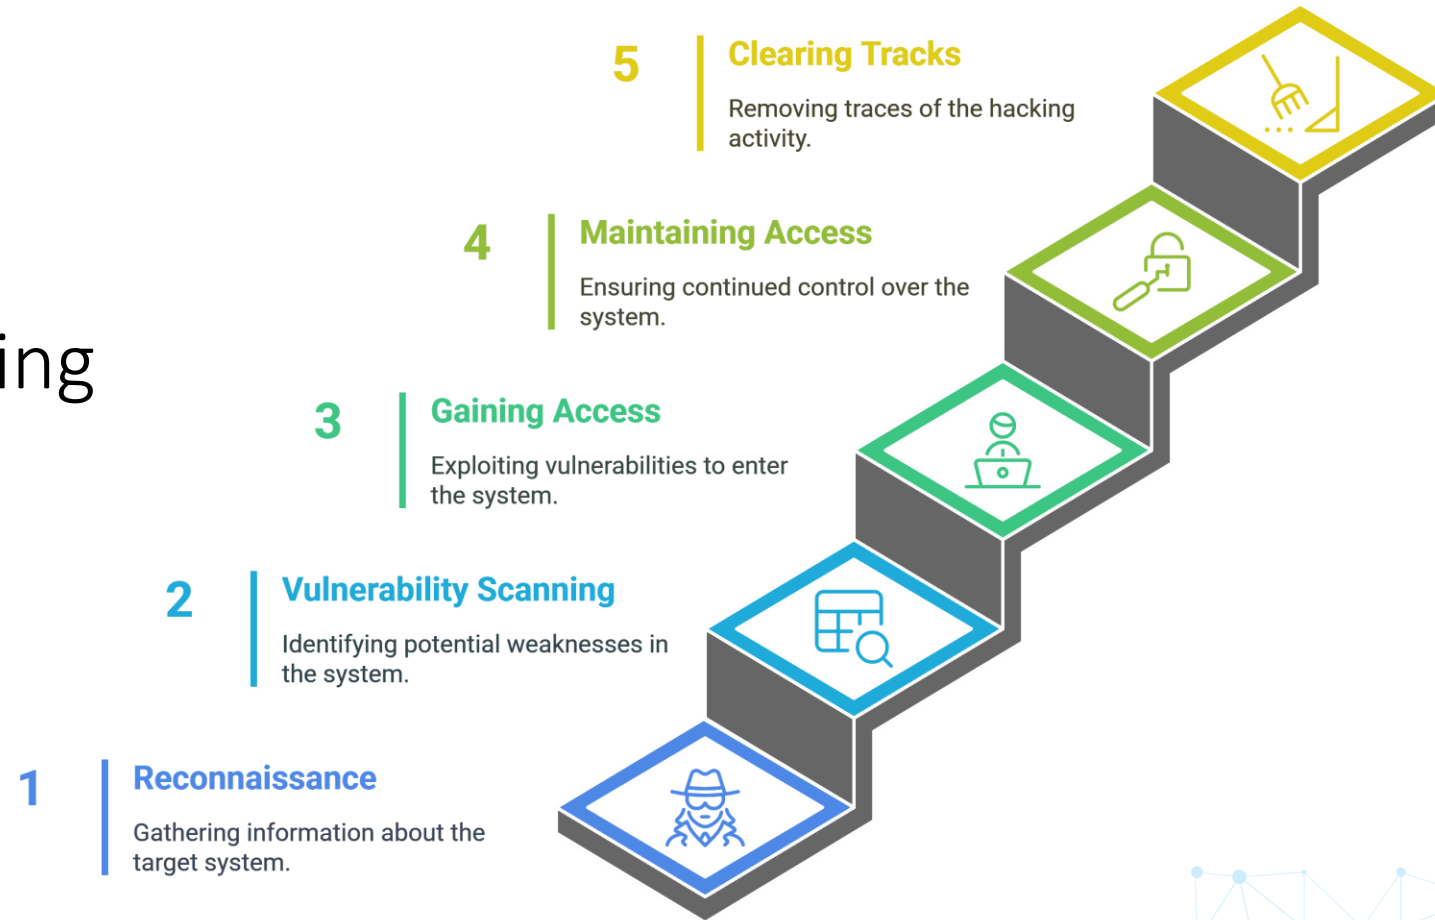 5
Clearing Tracks
Removing traces of the hacking
activity.
4
Maintaining Access
Ensuring continued control over the
system.
ing
3
Gaining Access
Exploiting vulnerabilities to enter
the system.
2
Vulnerability Scanning
Identifying potential weaknesses in
the system.
1
Reconnaissance
Gathering information about the
target system.